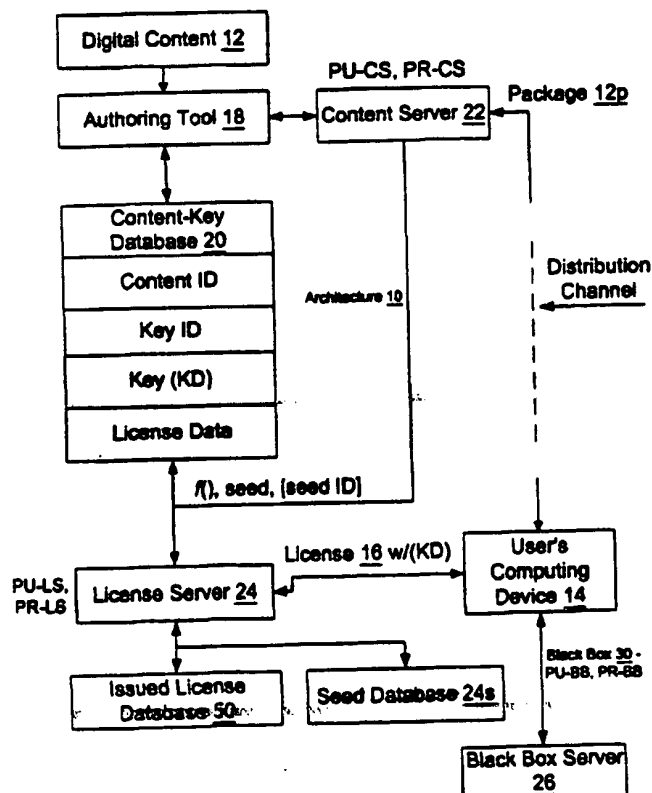 Digital Content 12
PU-CS, PR-CS
Package 12p
Authoring Tool 18
Content Server 22
Content-Key
Database 20
Content ID
Key ID
Key (KD)
License Data
Architecture 10
Distribution
Channel
f(), seed, [seed ID]
License 16 w/(KD)
User's
Computing
Device 14
PU-LS,
PR-LS
License Server 24
Black Box 30 -
PU-BB, PR-BB
Issued License
Database 50
Seed Database 24s
Black Box Server
26